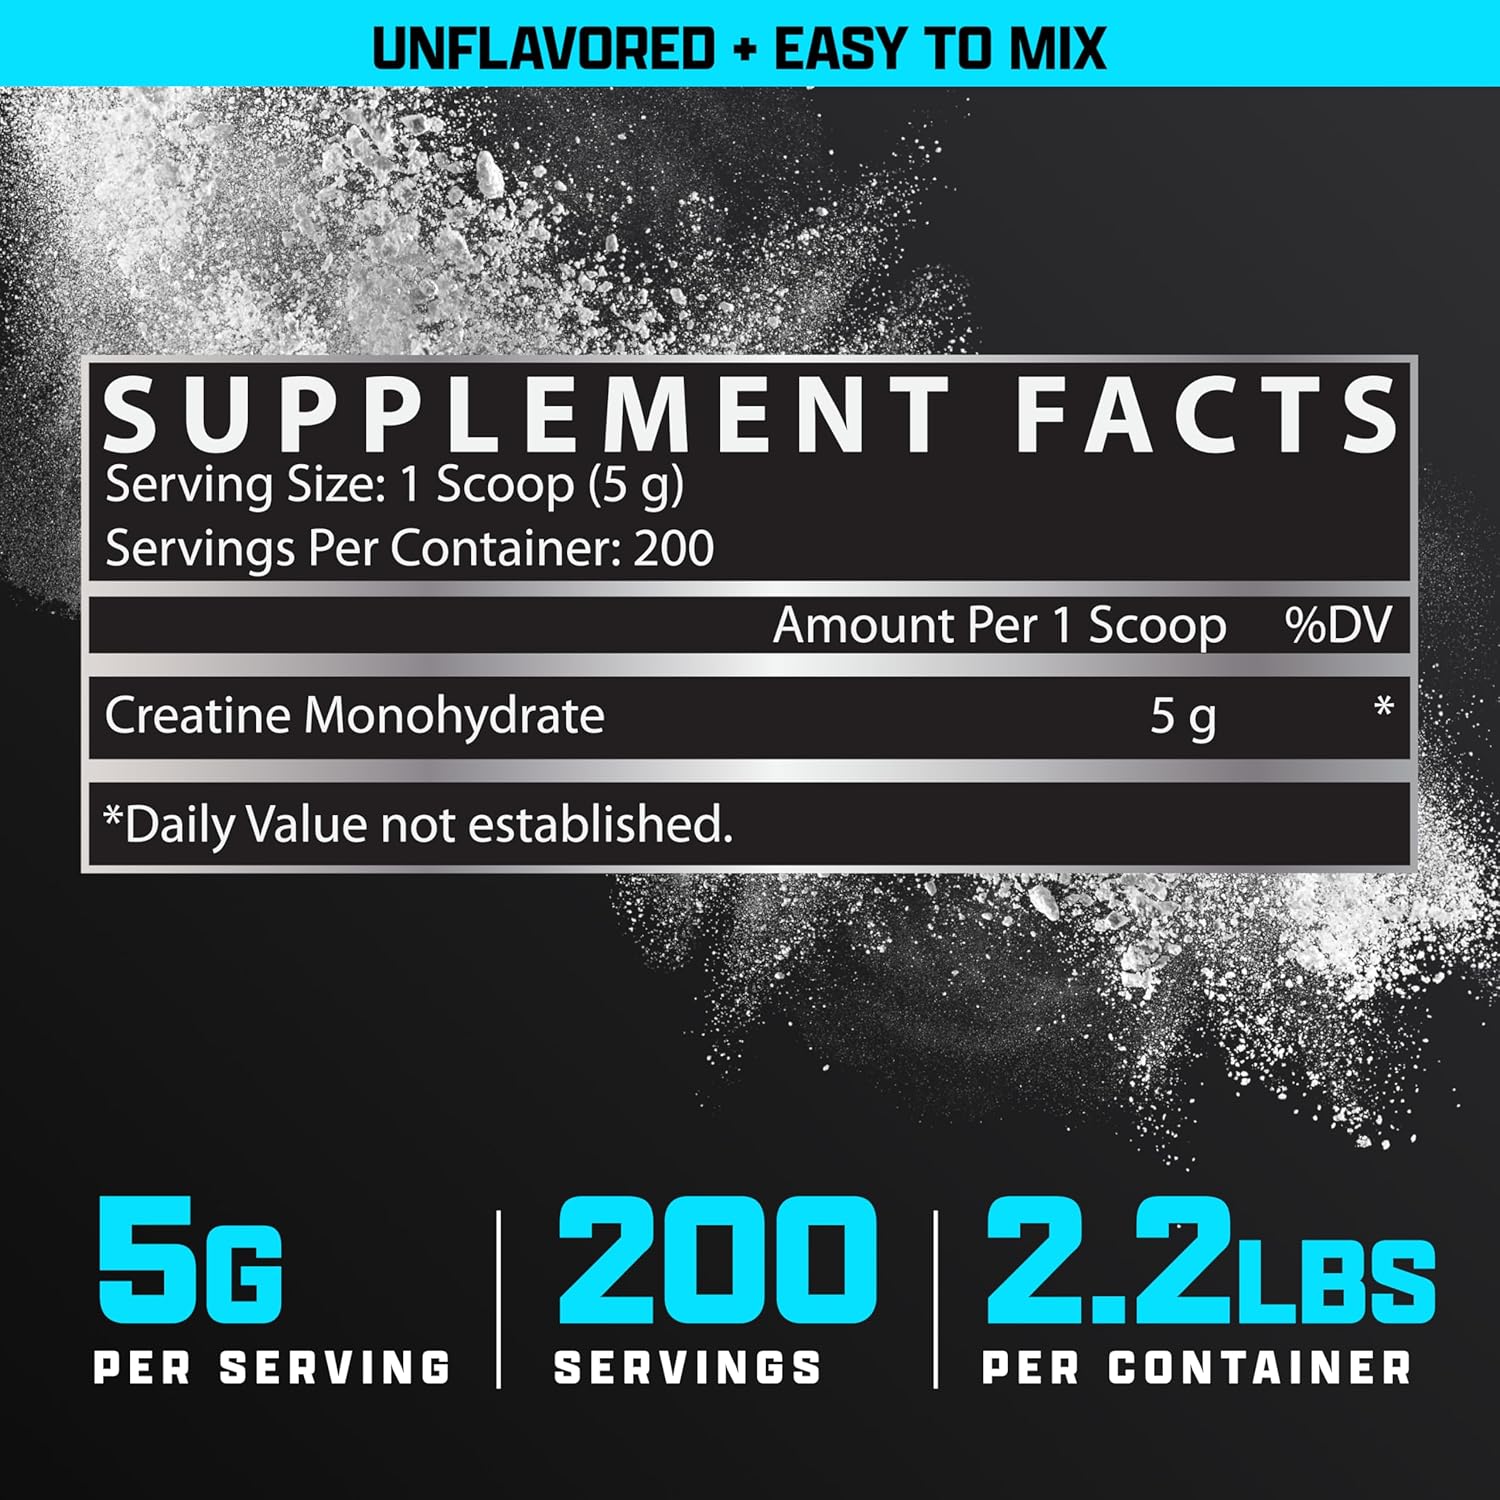 UNFLAVORED + EASY TO MIX
SUPPLEMENT FACTS
Serving Size: 1 Scoop (5 g)
Servings Per Container: 200
Amount Per 1 Scoop %DV
Creatine Monohydrate 5 g *
*Daily Value not established.
5G
PER SERVING
200
SERVINGS
2.2LBS
PER CONTAINER